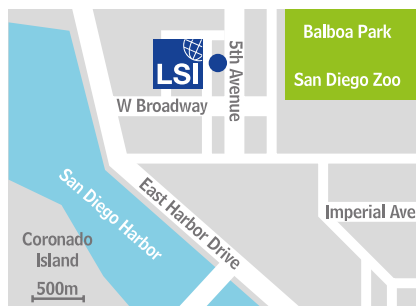 Balboa Park
San Diego Zoo
LSI
5th Avenue
W Broadway
San Diego Harbor
East Harbor Drive
Imperial Ave
Coronado
Island
500m